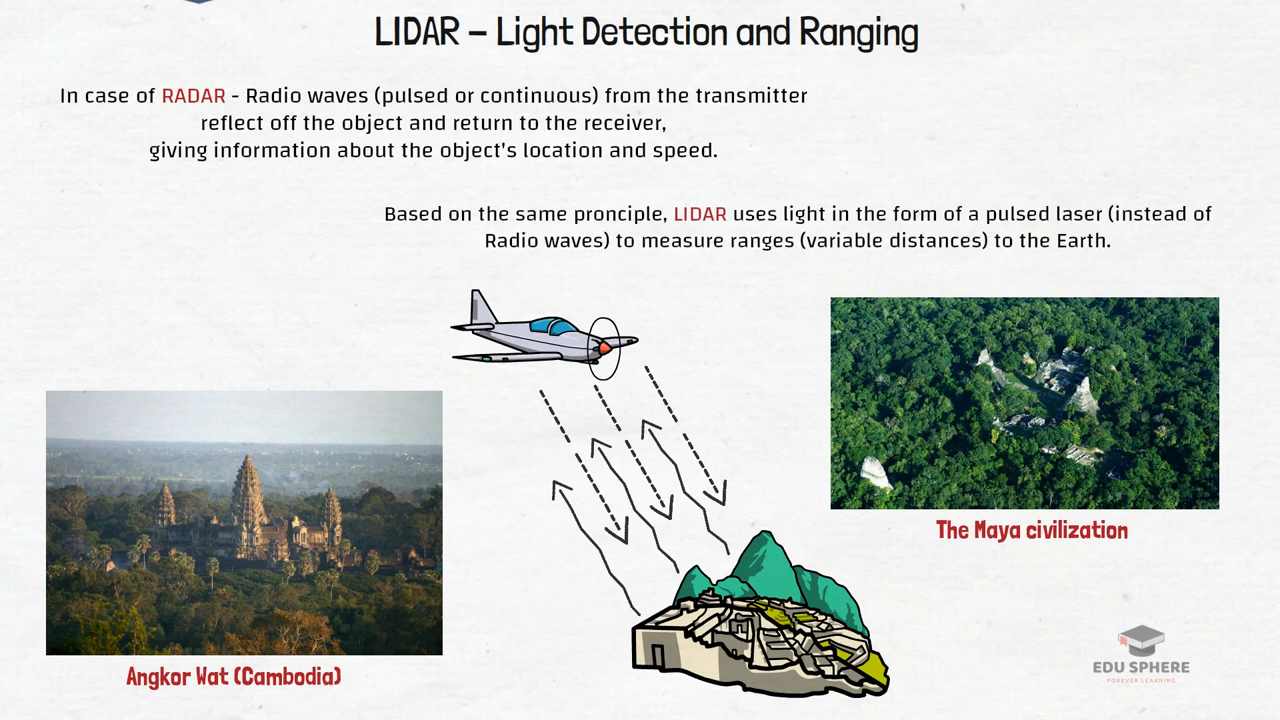 LIDAR – Light Detection and Ranging
In case of RADAR - Radio waves (pulsed or continuous) from the transmitter
reflect off the object and return to the receiver,
giving information about the object's location and speed.
Based on the same pronciple, LIDAR uses light in the form of a pulsed laser (instead of
Radio waves) to measure ranges (variable distances) to the Earth.
The Maya civilization
Angkor Wat (Cambodia)
EDU SPHERE
FOREVER LEARNING